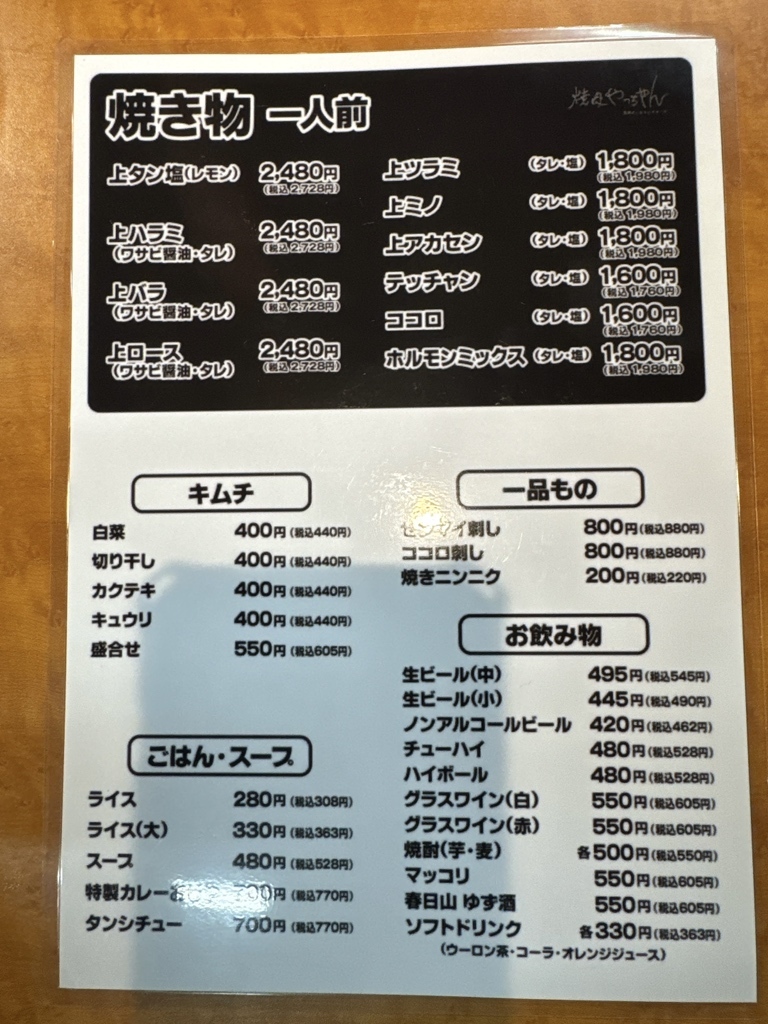 焼き物 一人前
焼肉やっちゃん
上タン塩(レモン) 2,480円
(税込 2,728円)
上ハラミ 2,480円
(ワサビ醤油・タレ) (税込 2,728円)
上バラ 2,480円
(ワサビ醤油・タレ) (税込 2,728円)
上ロース 2,480円
(ワサビ醤油・タレ) (税込 2,728円)
上ツラミ (タレ・塩) 1,800円
(税込 1,980円)
上ミノ (タレ・塩) 1,800円
(税込 1,980円)
上アカセン (タレ・塩) 1,800円
(税込 1,980円)
テッチャン (タレ・塩) 1,600円
(税込 1,760円)
ココロ (タレ・塩) 1,600円
(税込 1,760円)
ホルモンミックス (タレ・塩) 1,800円
(税込 1,980円)
キムチ
白菜 400円 (税込440円)
切り干し 400円 (税込440円)
カクテキ 400円 (税込440円)
キュウリ 400円 (税込440円)
盛合せ 550円 (税込605円)
ごはん・スープ
ライス 280円 (税込308円)
ライス(大) 330円 (税込363円)
スープ 480円 (税込528円)
特製カレー 700円 (税込770円)
タンシチュー 700円 (税込770円)
一品もの
センマイ刺し 800円 (税込880円)
ココロ刺し 800円 (税込880円)
焼きニンニク 200円 (税込220円)
お飲み物
生ビール(中) 495円 (税込545円)
生ビール(小) 445円 (税込490円)
ノンアルコールビール 420円 (税込462円)
チューハイ 480円 (税込528円)
ハイボール 480円 (税込528円)
グラスワイン(白) 550円 (税込605円)
グラスワイン(赤) 550円 (税込605円)
焼酎(芋・麦) 各500円 (税込550円)
マッコリ 550円 (税込605円)
春日山 ゆず酒 550円 (税込605円)
ソフトドリンク 各330円 (税込363円)
(ウーロン茶・コーラ・オレンジジュース)